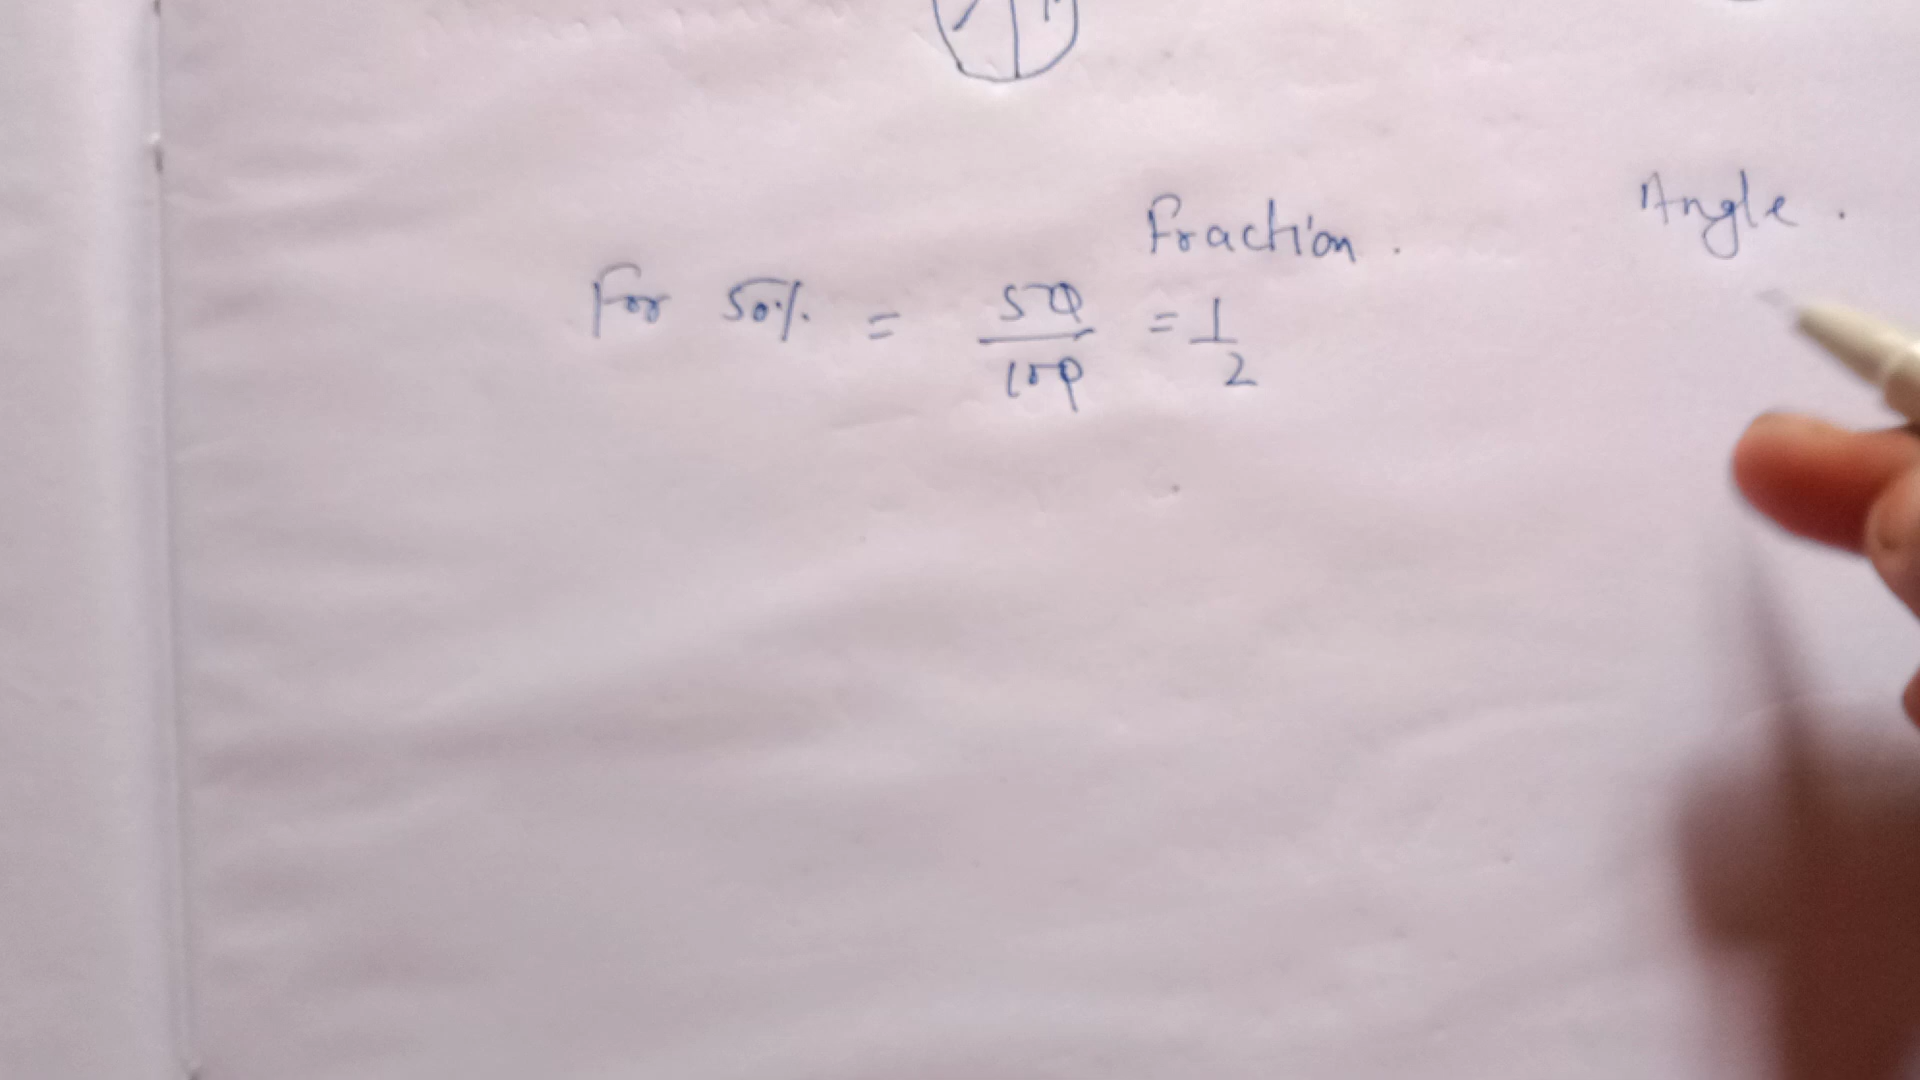 Fraction. Angle.
For 50% = 50/100 = 1/2